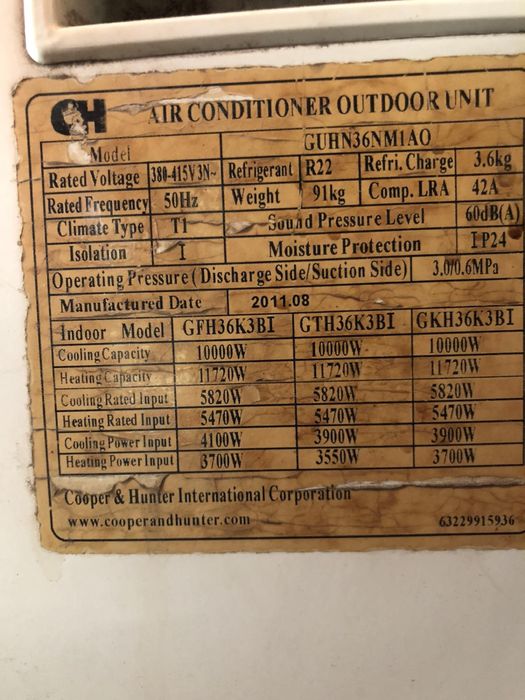 CH AIR CONDITIONER OUTDOOR UNIT
Model GUHN36NM1AO
Rated Voltage 380-415V3N~ Refrigerant R22 Refri. Charge 3.6kg
Rated Frequency 50Hz Weight 91kg Comp. LRA 42A
Climate Type T1 Sound Pressure Level 60dB(A)
Isolation I Moisture Protection IP24
Operating Pressure (Discharge Side/Suction Side) 3.0/0.6MPa
Manufactured Date 2011.08
Indoor Model GFH36K3BI GTH36K3BI GKH36K3BI
Cooling Capacity 10000W 10000W 10000W
Heating Capacity 11720W 11720W 11720W
Cooling Rated Input 5820W 5820W 5820W
Heating Rated Input 5470W 5470W 5470W
Cooling Power Input 4100W 3900W 3900W
Heating Power Input 3700W 3550W 3700W
Cooper & Hunter International Corporation
www.cooperandhunter.com 63229915936